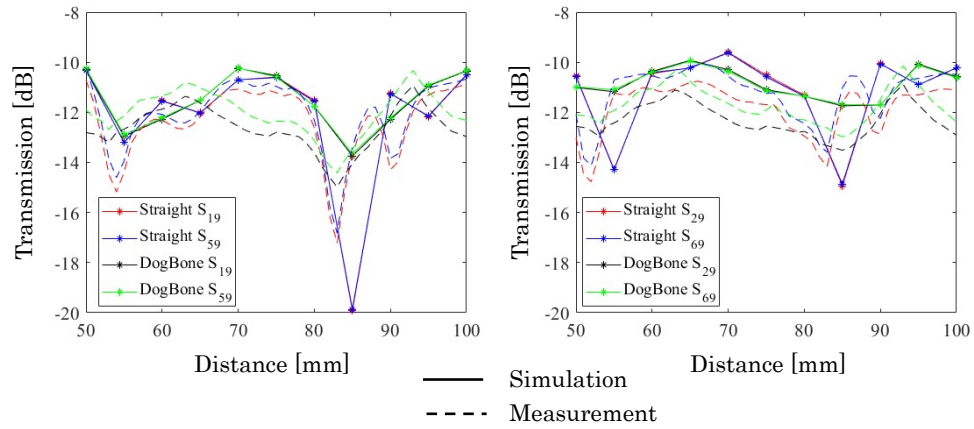 -8
-10
-12
-14
-16
-18
-20
Transmission [dB]
Straight S19
Straight S59
DogBone S19
DogBone S59
50 60 70 80 90 100
Distance [mm]
-8
-10
-12
-14
-16
-18
-20
Transmission [dB]
Straight S29
Straight S69
DogBone S29
DogBone S69
50 60 70 80 90 100
Distance [mm]
Simulation
Measurement